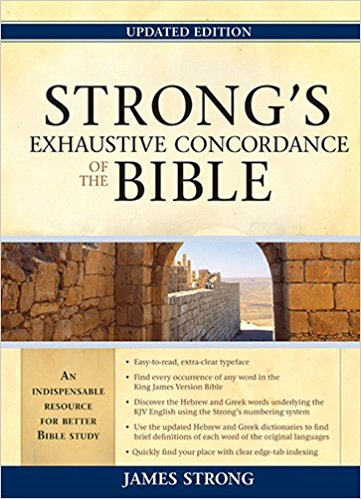 UPDATED EDITION
STRONG'S
EXHAUSTIVE CONCORDANCE
OF THE BIBLE
AN
INDISPENSABLE
RESOURCE
FOR BETTER
BIBLE STUDY
• Easy-to-read, extra-clear typeface
• Find every occurrence of any word in the
King James Version Bible
• Discover the Hebrew and Greek words underlying the
KJV English using the Strong's numbering system
• Use the updated Hebrew and Greek dictionaries to find
brief definitions of each word of the original languages
• Quickly find your place with clear edge-tab indexing
JAMES STRONG